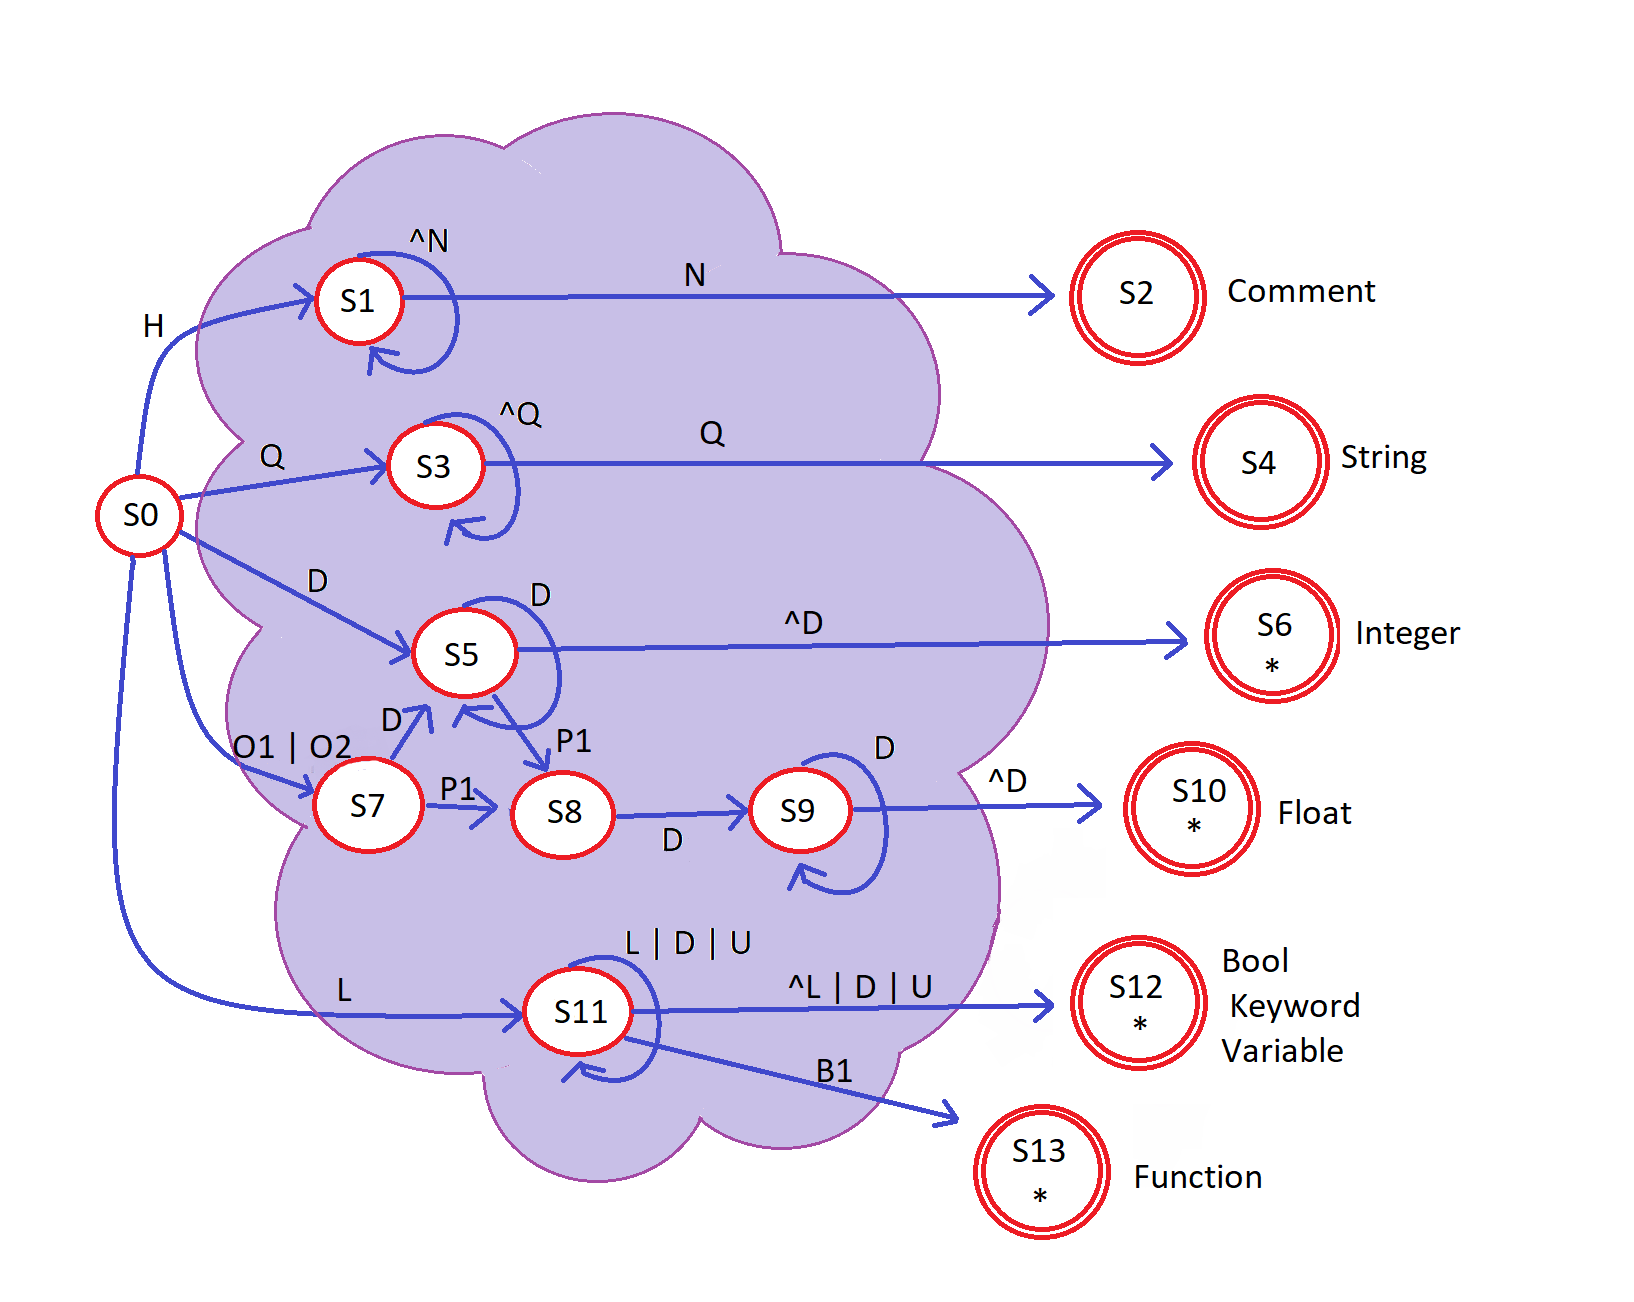 ^N
S1
N
S2
Comment
H
^Q
Q
S3
Q
S4
String
S0
D
D
S5
^D
S6
*
Integer
D
P1
O1 | O2
S7
P1
S8
D
S9
D
^D
S10
*
Float
L | D | U
L
S11
^L | D | U
S12
*
Bool
Keyword
Variable
B1
S13
*
Function